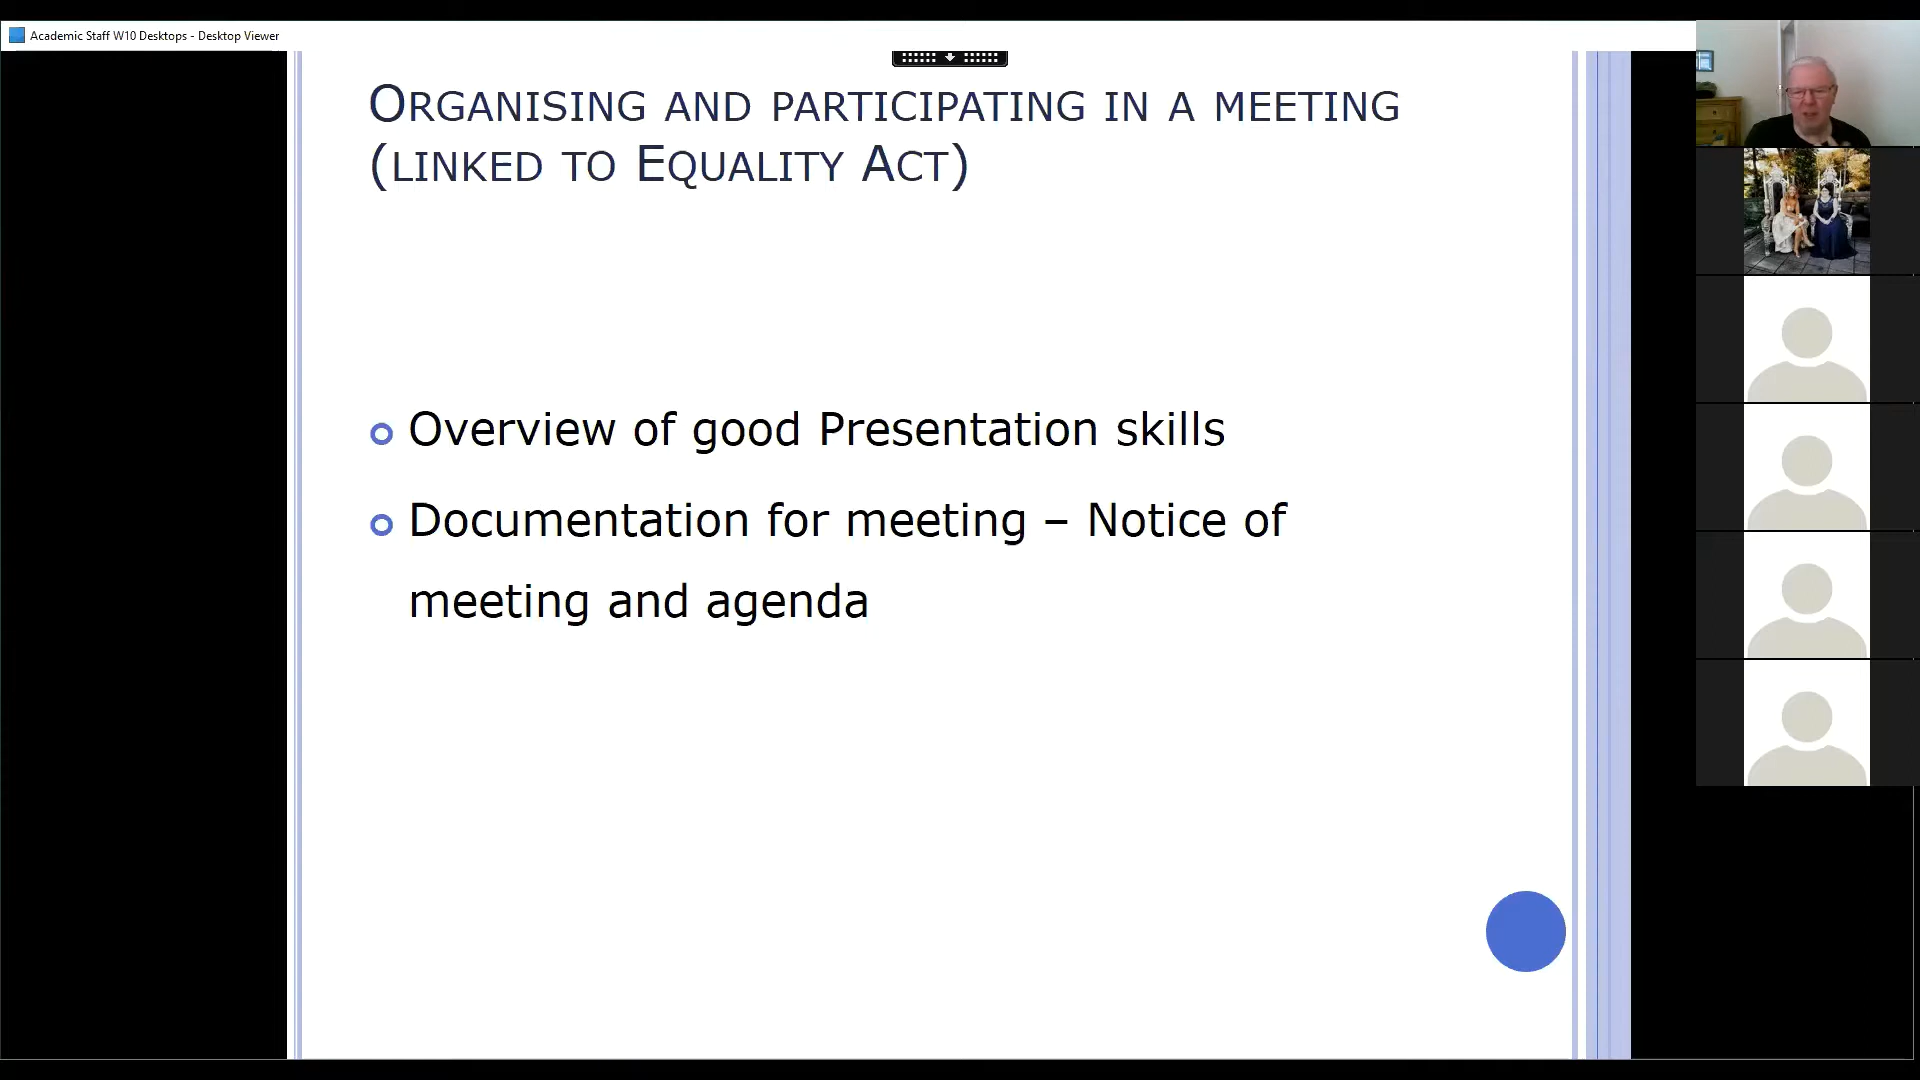 Academic Staff W10 Desktops - Desktop Viewer
ORGANISING AND PARTICIPATING IN A MEETING
(LINKED TO EQUALITY ACT)
Overview of good Presentation skills
Documentation for meeting – Notice of
meeting and agenda